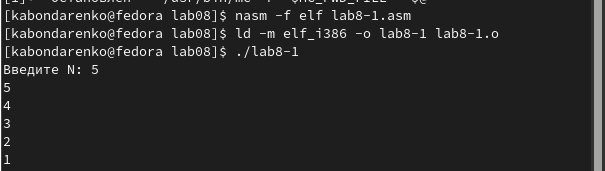 [kabondarenko@fedora lab08]$ nasm -f elf lab8-1.asm
[kabondarenko@fedora lab08]$ ld -m elf_i386 -o lab8-1 lab8-1.o
[kabondarenko@fedora lab08]$ ./lab8-1
Введите N: 5
5
4
3
2
1